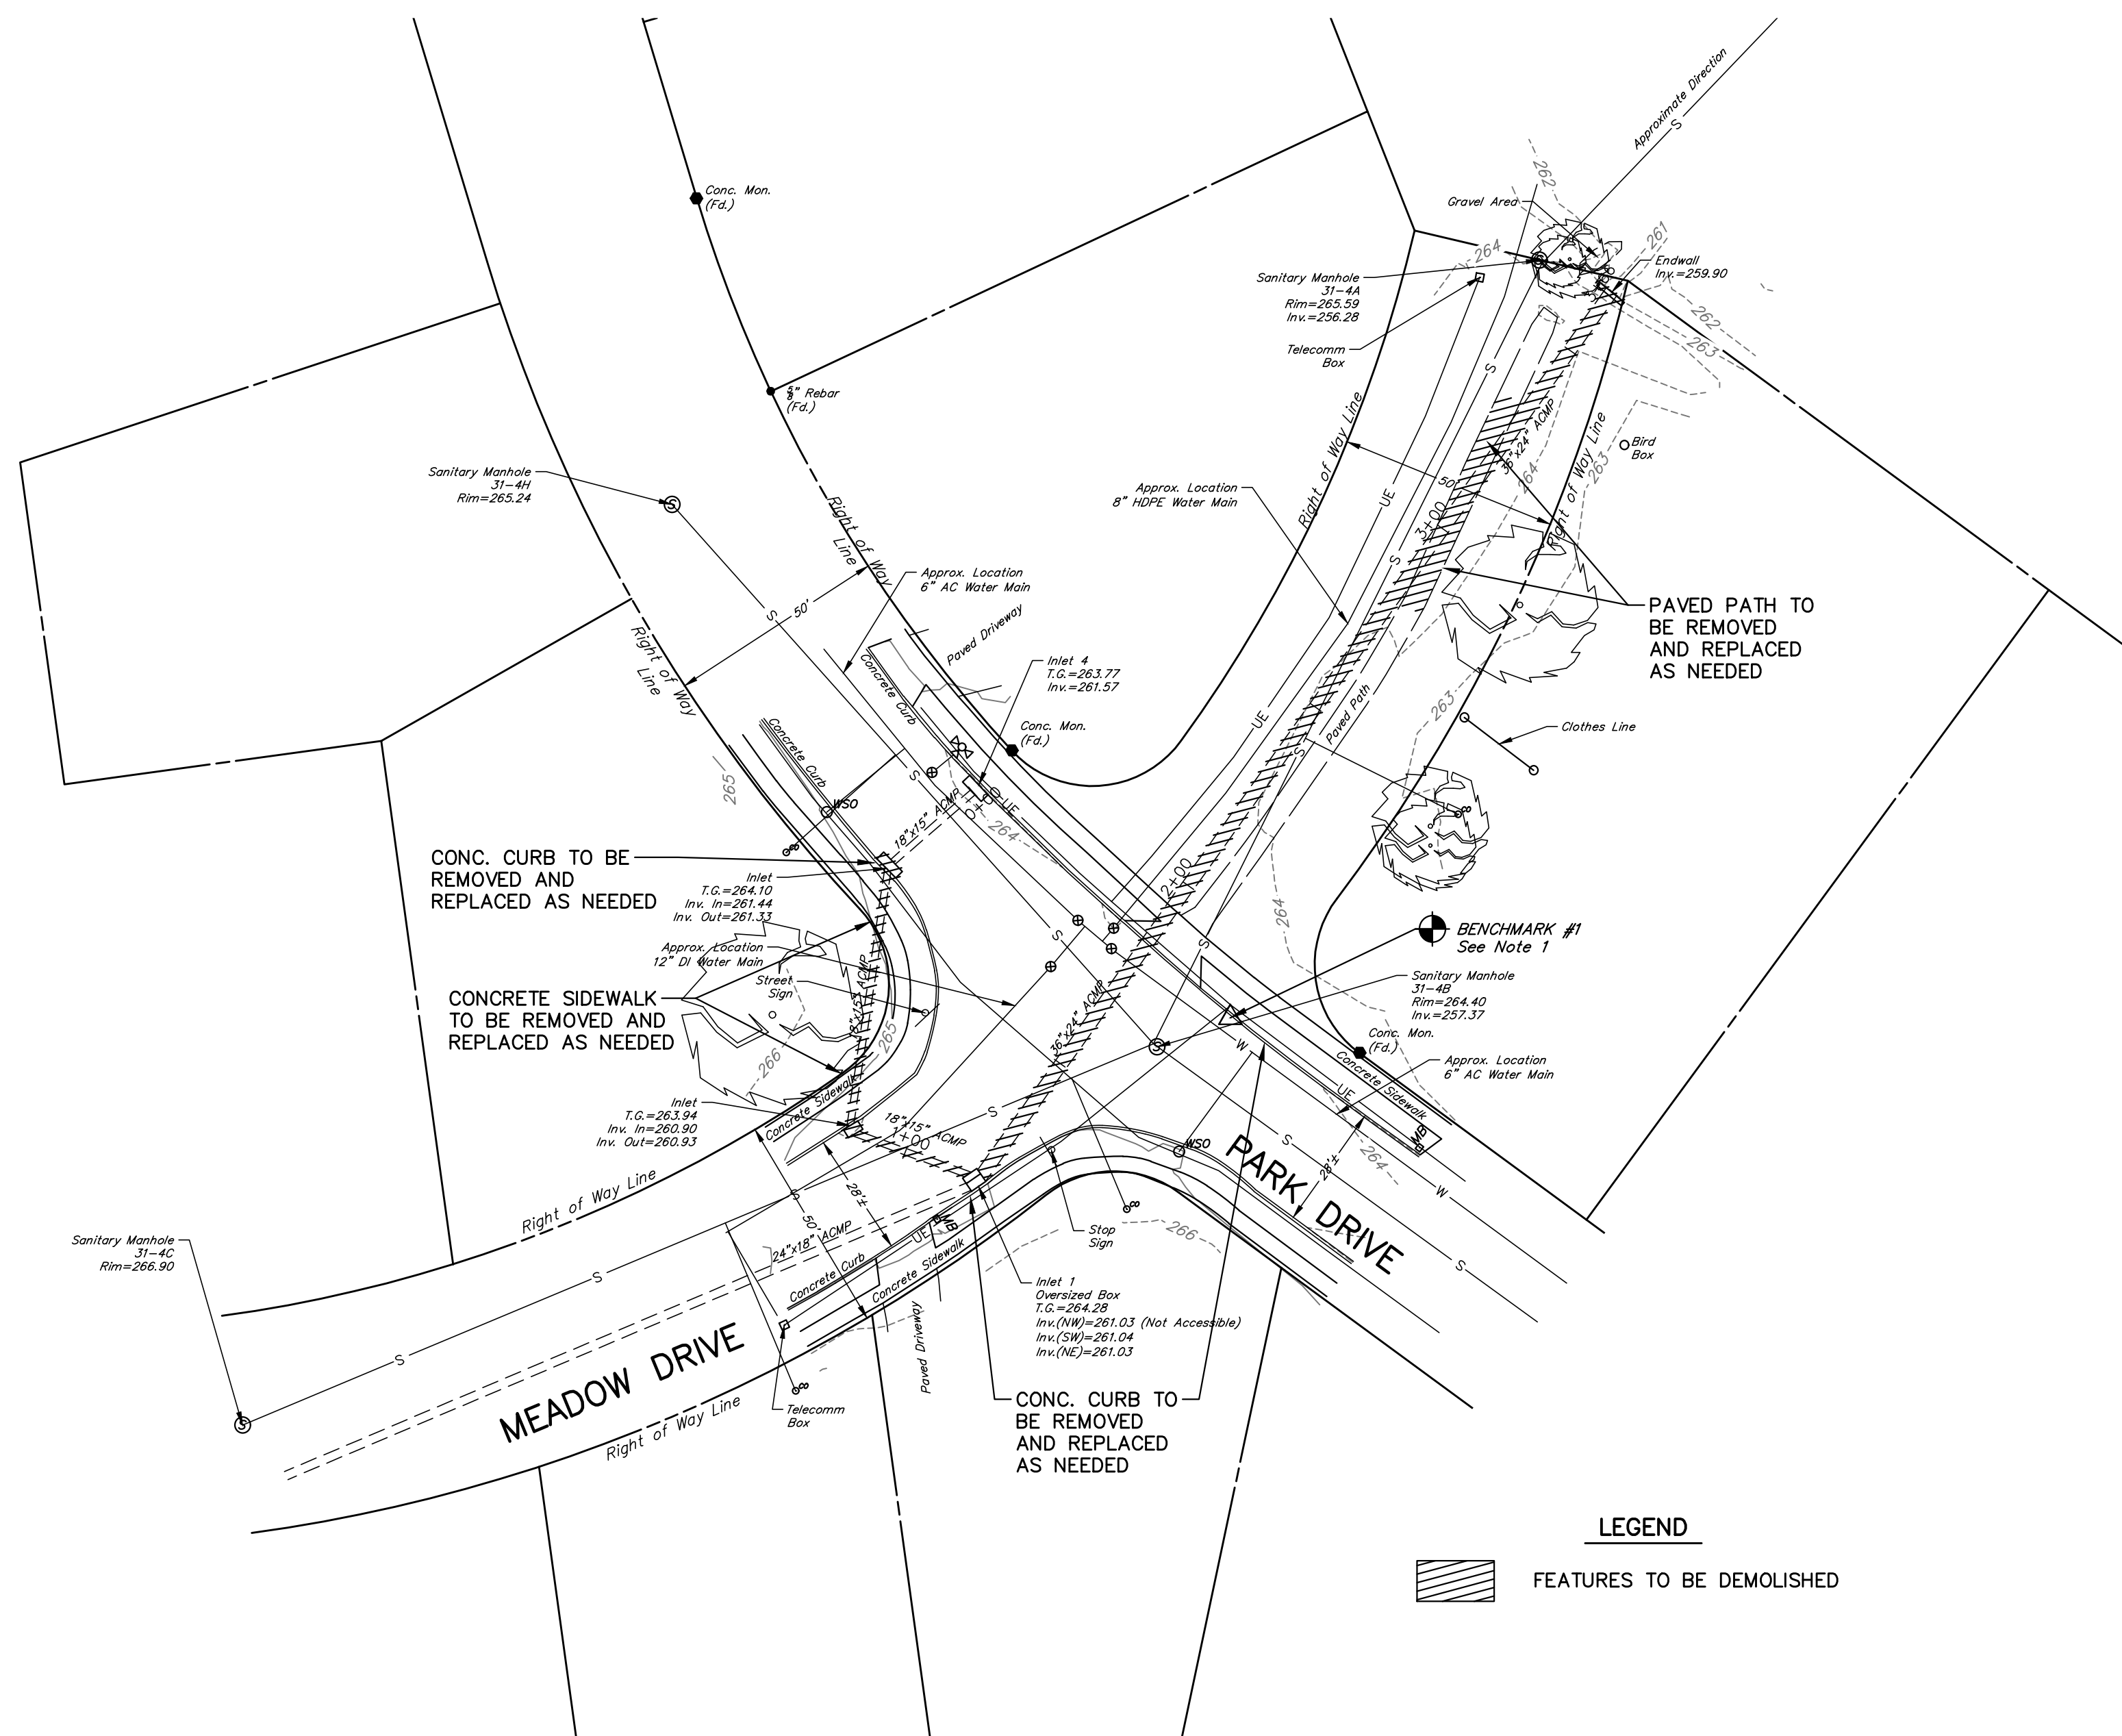 Approximate Direction
S
262
Gravel Area
264
261
Endwall
Inv.=259.90
Conc. Mon.
(Fd.)
Sanitary Manhole
31-4A
Rim=265.59
Inv.=256.28
262
263
Telecomm
Box
S
5/8" Rebar
(Fd.)
36"x24" ACMP
Right of Way Line
Right of Way Line
Bird
Box
263
264
50'
Sanitary Manhole
31-4H
Rim=265.24
S
Approx. Location
8" HDPE Water Main
UE
3+00
Right of Way
Line
S
Approx. Location
6" AC Water Main
50'
S
Paved Driveway
PAVED PATH TO
BE REMOVED
AND REPLACED
AS NEEDED
Right of Way
Line
Concrete Curb
Inlet 4
T.G.=263.77
Inv.=261.57
263
Paved Path
UE
S
Clothes Line
Conc. Mon.
(Fd.)
Concrete Curb
265
S
WSO
18"x15" ACMP
0+00
UE
264
CONC. CURB TO BE
REMOVED AND
REPLACED AS NEEDED
Inlet
T.G.=264.10
Inv. In=261.44
Inv. Out=261.33
2+00
264
BENCHMARK #1
See Note 1
S
S
Approx. Location
12" DI Water Main
Street
Sign
18"x15" ACMP
Sanitary Manhole
31-4B
Rim=264.40
Inv.=257.37
CONCRETE SIDEWALK
TO BE REMOVED AND
REPLACED AS NEEDED
36"x24" ACMP
265
266
S
W
Conc. Mon.
(Fd.)
Concrete Sidewalk
Approx. Location
6" AC Water Main
UE
Inlet
T.G.=263.94
Inv. In=260.90
Inv. Out=260.93
Concrete Sidewalk
18"x15" ACMP
1+00
S
WSO
S
MB
28'±
264
W
PARK DRIVE
Right of Way Line
S
28'±
50'
24"x18" ACMP
UE
MB
Stop
Sign
266
S
Sanitary Manhole
31-4C
Rim=266.90
S
Concrete Curb
Concrete Sidewalk
Inlet 1
Oversized Box
T.G.=264.28
Inv.(NW)=261.03 (Not Accessible)
Inv.(SW)=261.04
Inv.(NE)=261.03
Paved Driveway
S
MEADOW DRIVE
Right of Way Line
Telecomm
Box
CONC. CURB TO
BE REMOVED
AND REPLACED
AS NEEDED
LEGEND
FEATURES TO BE DEMOLISHED